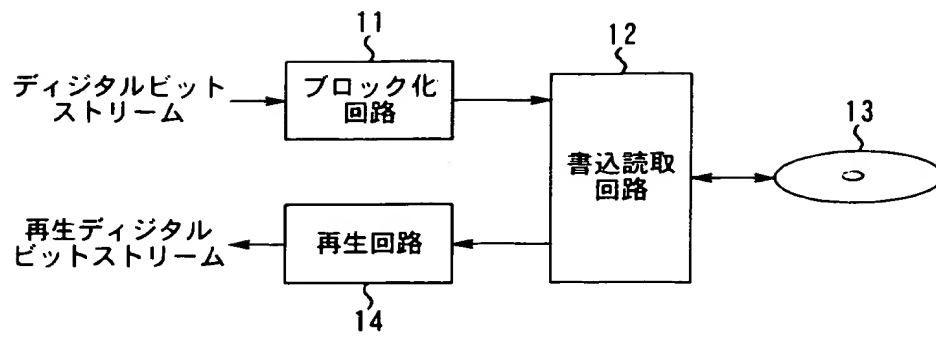 11
12
13
ディジタルビット
ストリーム
ブロック化
回路
書込読取
回路
再生ディジタル
ビットストリーム
再生回路
14